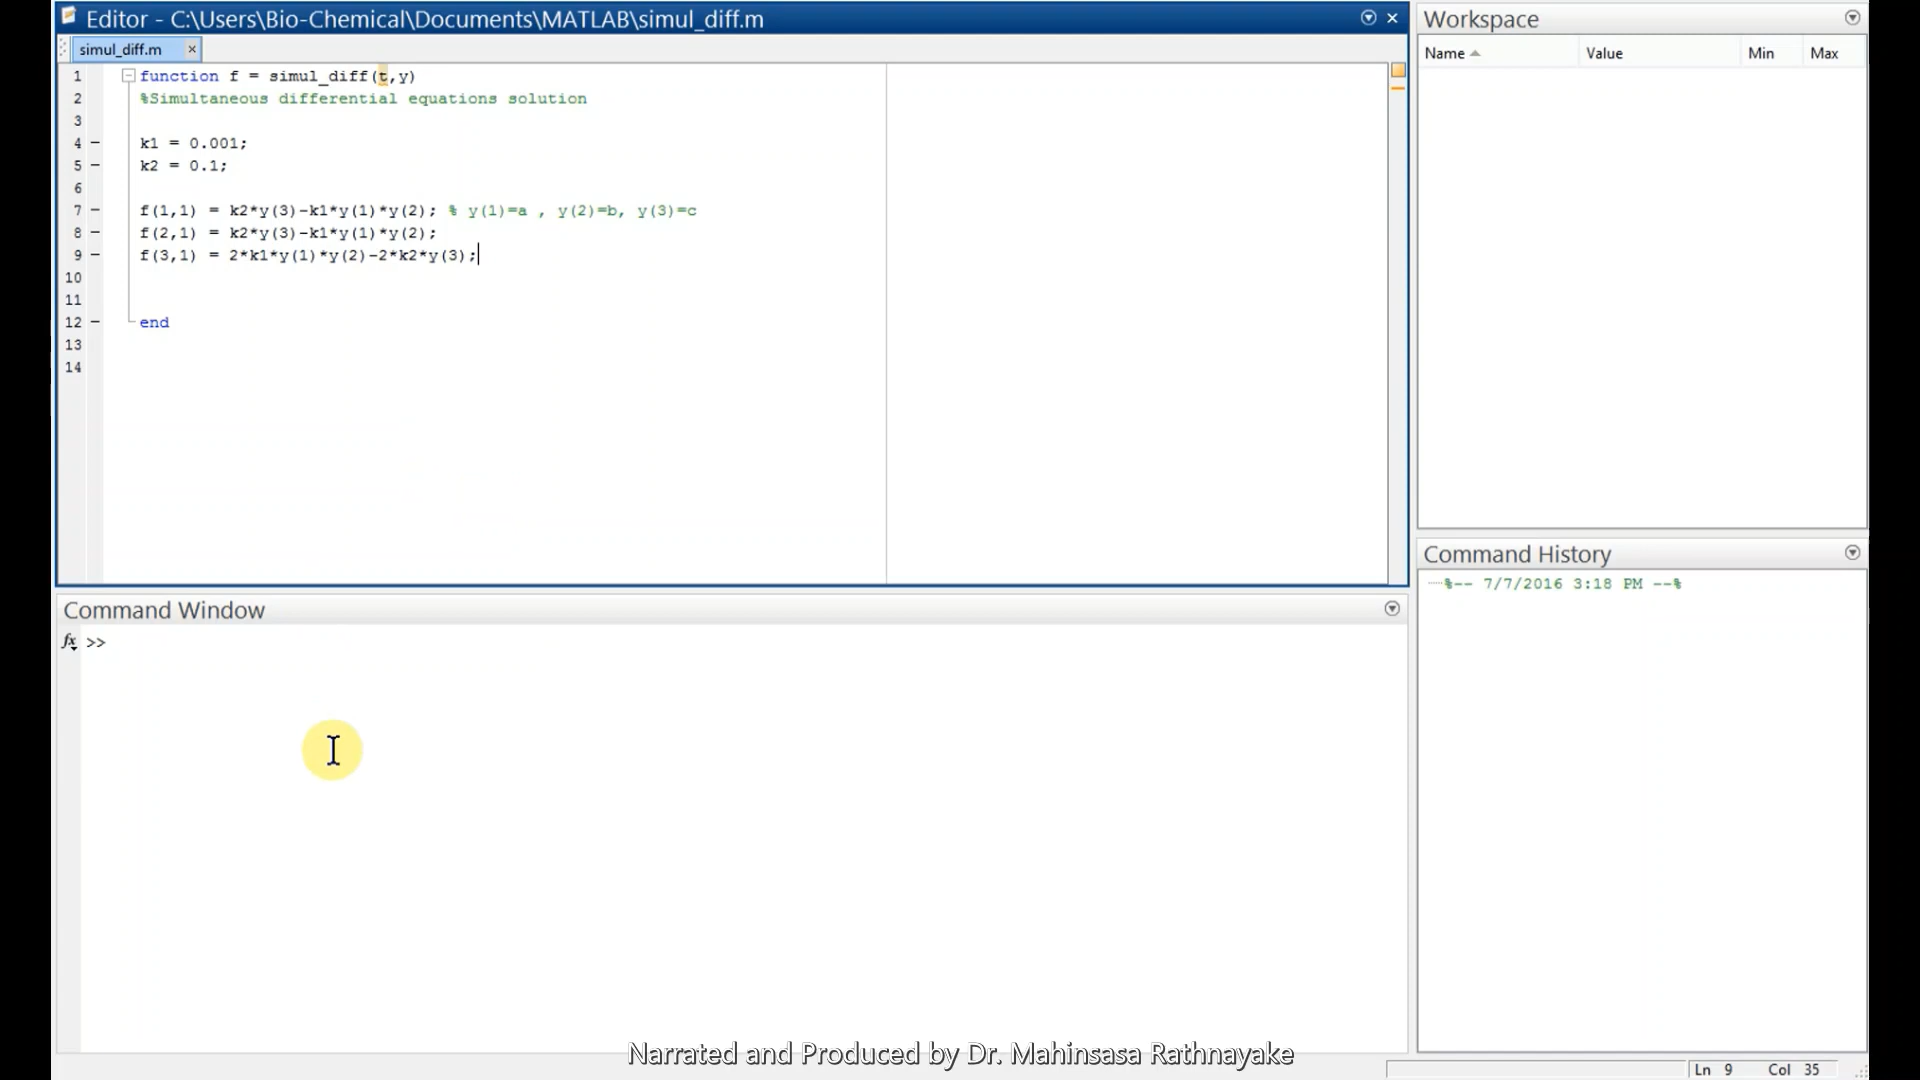 Editor - C:\Users\Bio-Chemical\Documents\MATLAB\simul_diff.m
simul_diff.m ×
1 function f = simul_diff(t,y)
2 %Simultaneous differential equations solution
3
4 – k1 = 0.001;
5 – k2 = 0.1;
6
7 – f(1,1) = k2*y(3)-k1*y(1)*y(2); % y(1)=a , y(2)=b, y(3)=c
8 – f(2,1) = k2*y(3)-k1*y(1)*y(2);
9 – f(3,1) = 2*k1*y(1)*y(2)-2*k2*y(3);
10
11
12 – end
13
14
Workspace
Name Value Min Max
Command History
%-- 7/7/2016 3:18 PM --%
Command Window
fx >>
Narrated and Produced by Dr. Mahinsasa Rathnayake
Ln 9 Col 35